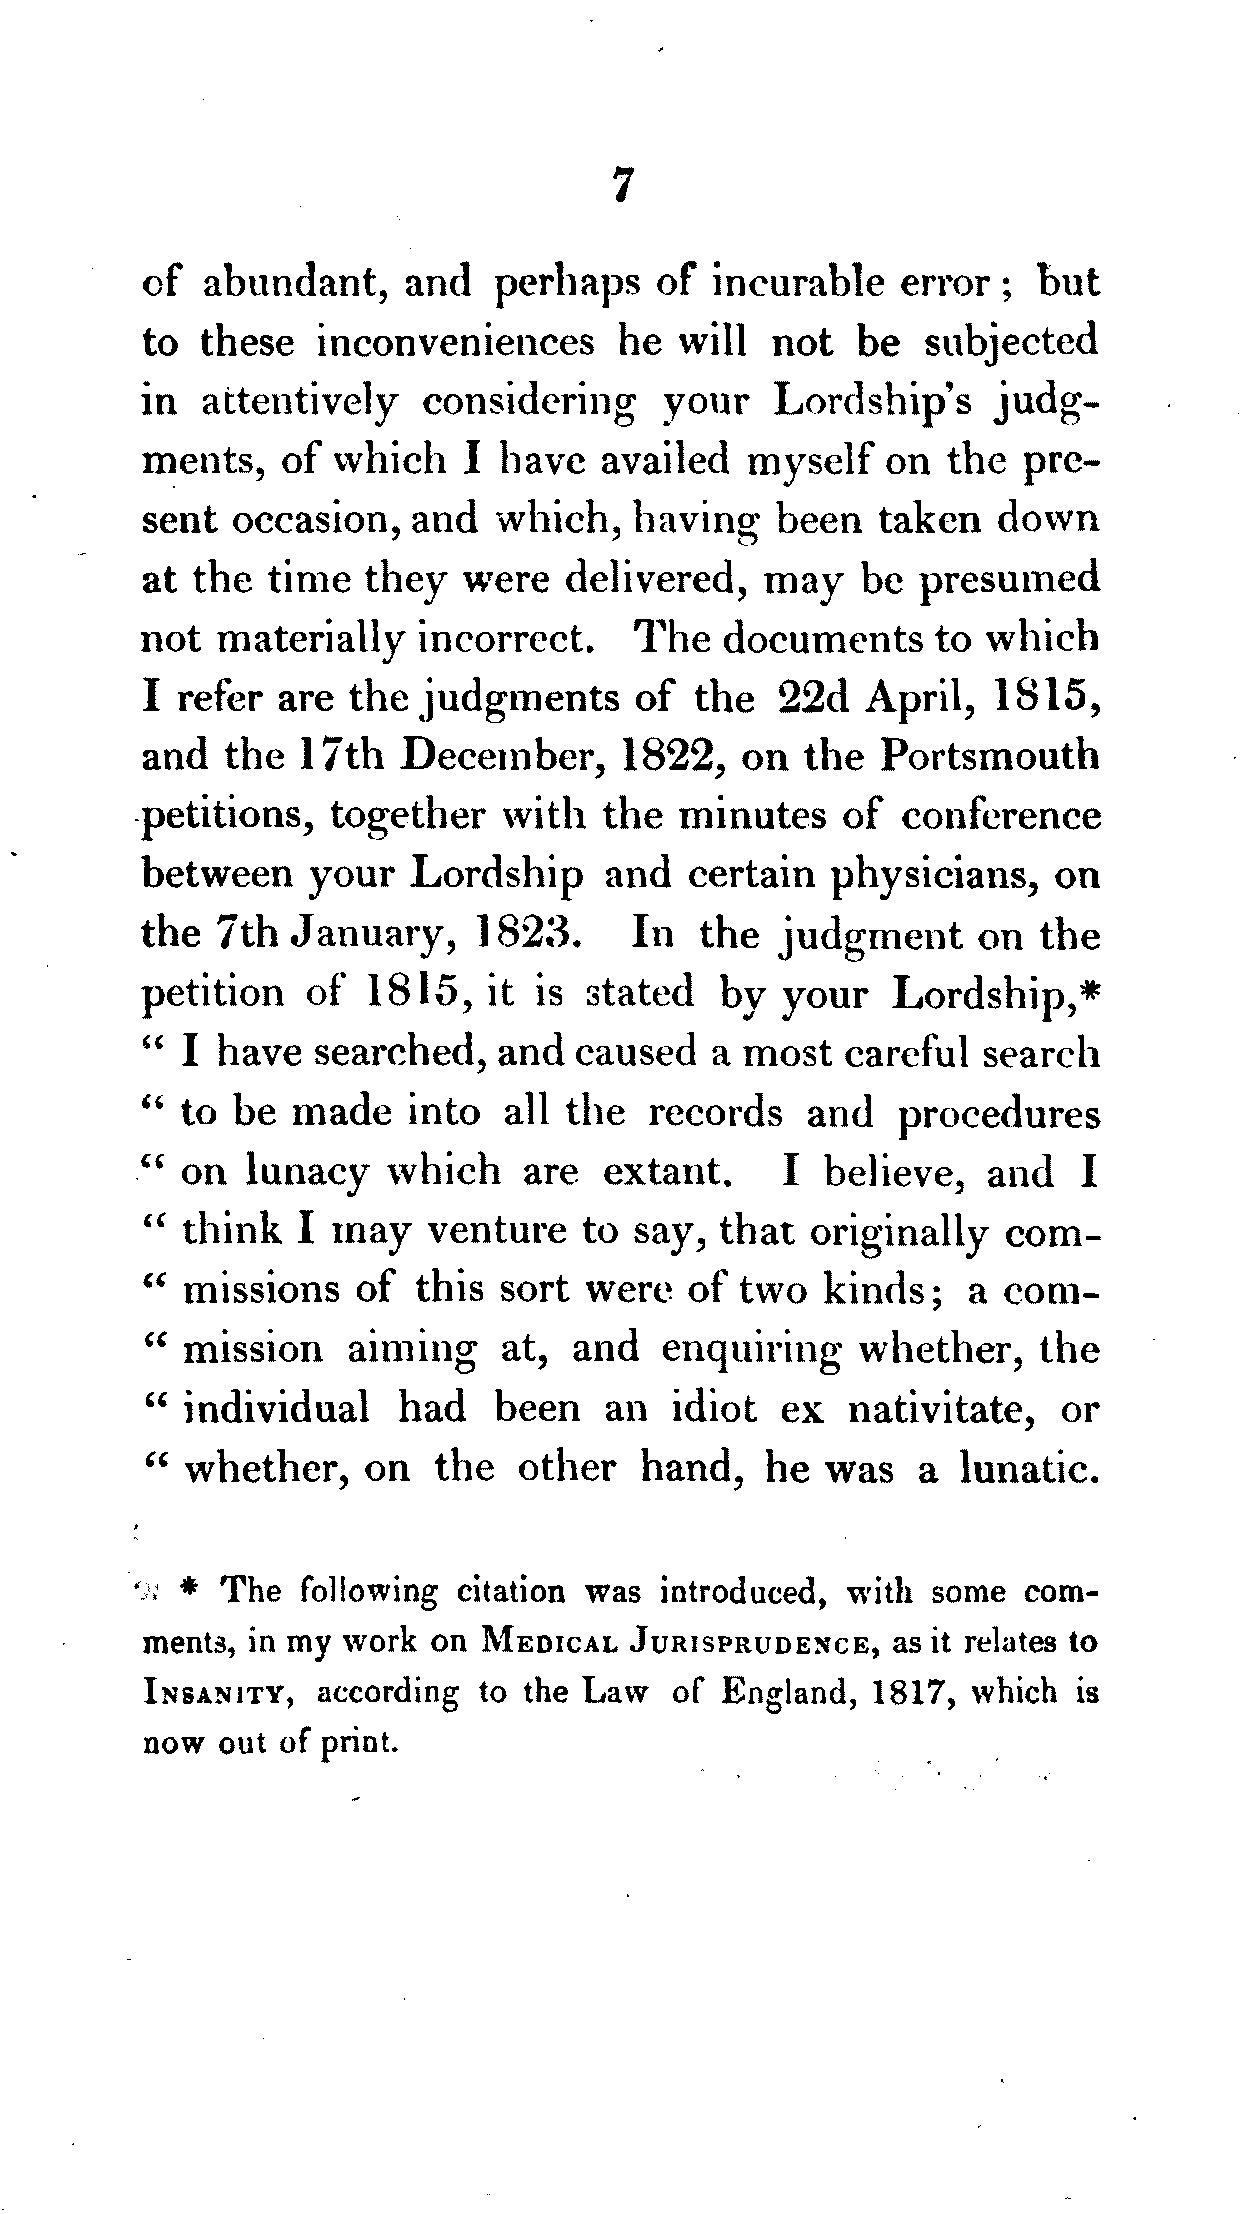 7
of abundant, and perhaps of incurable error; but
to these inconveniences he will not be subjected
in attentively considering your Lordship's judg-
ments, of which I have availed myself on the pre-
sent occasion, and which, having been taken down
at the time they were delivered, may be presumed
not materially incorrect. The documents to which
I refer are the judgments of the 22d April, 1815,
and the 17th December, 1822, on the Portsmouth
petitions, together with the minutes of conference
between your Lordship and certain physicians, on
the 7th January, 1823. In the judgment on the
petition of 1815, it is stated by your Lordship,*
“ I have searched, and caused a most careful search
“ to be made into all the records and procedures
“ on lunacy which are extant. I believe, and I
“ think I may venture to say, that originally com-
“ missions of this sort were of two kinds; a com-
“ mission aiming at, and enquiring whether, the
“ individual had been an idiot ex nativitate, or
“ whether, on the other hand, he was a lunatic.
* The following citation was introduced, with some com-
ments, in my work on MEDICAL JURISPRUDENCE, as it relates to
INSANITY, according to the Law of England, 1817, which is
now out of print.